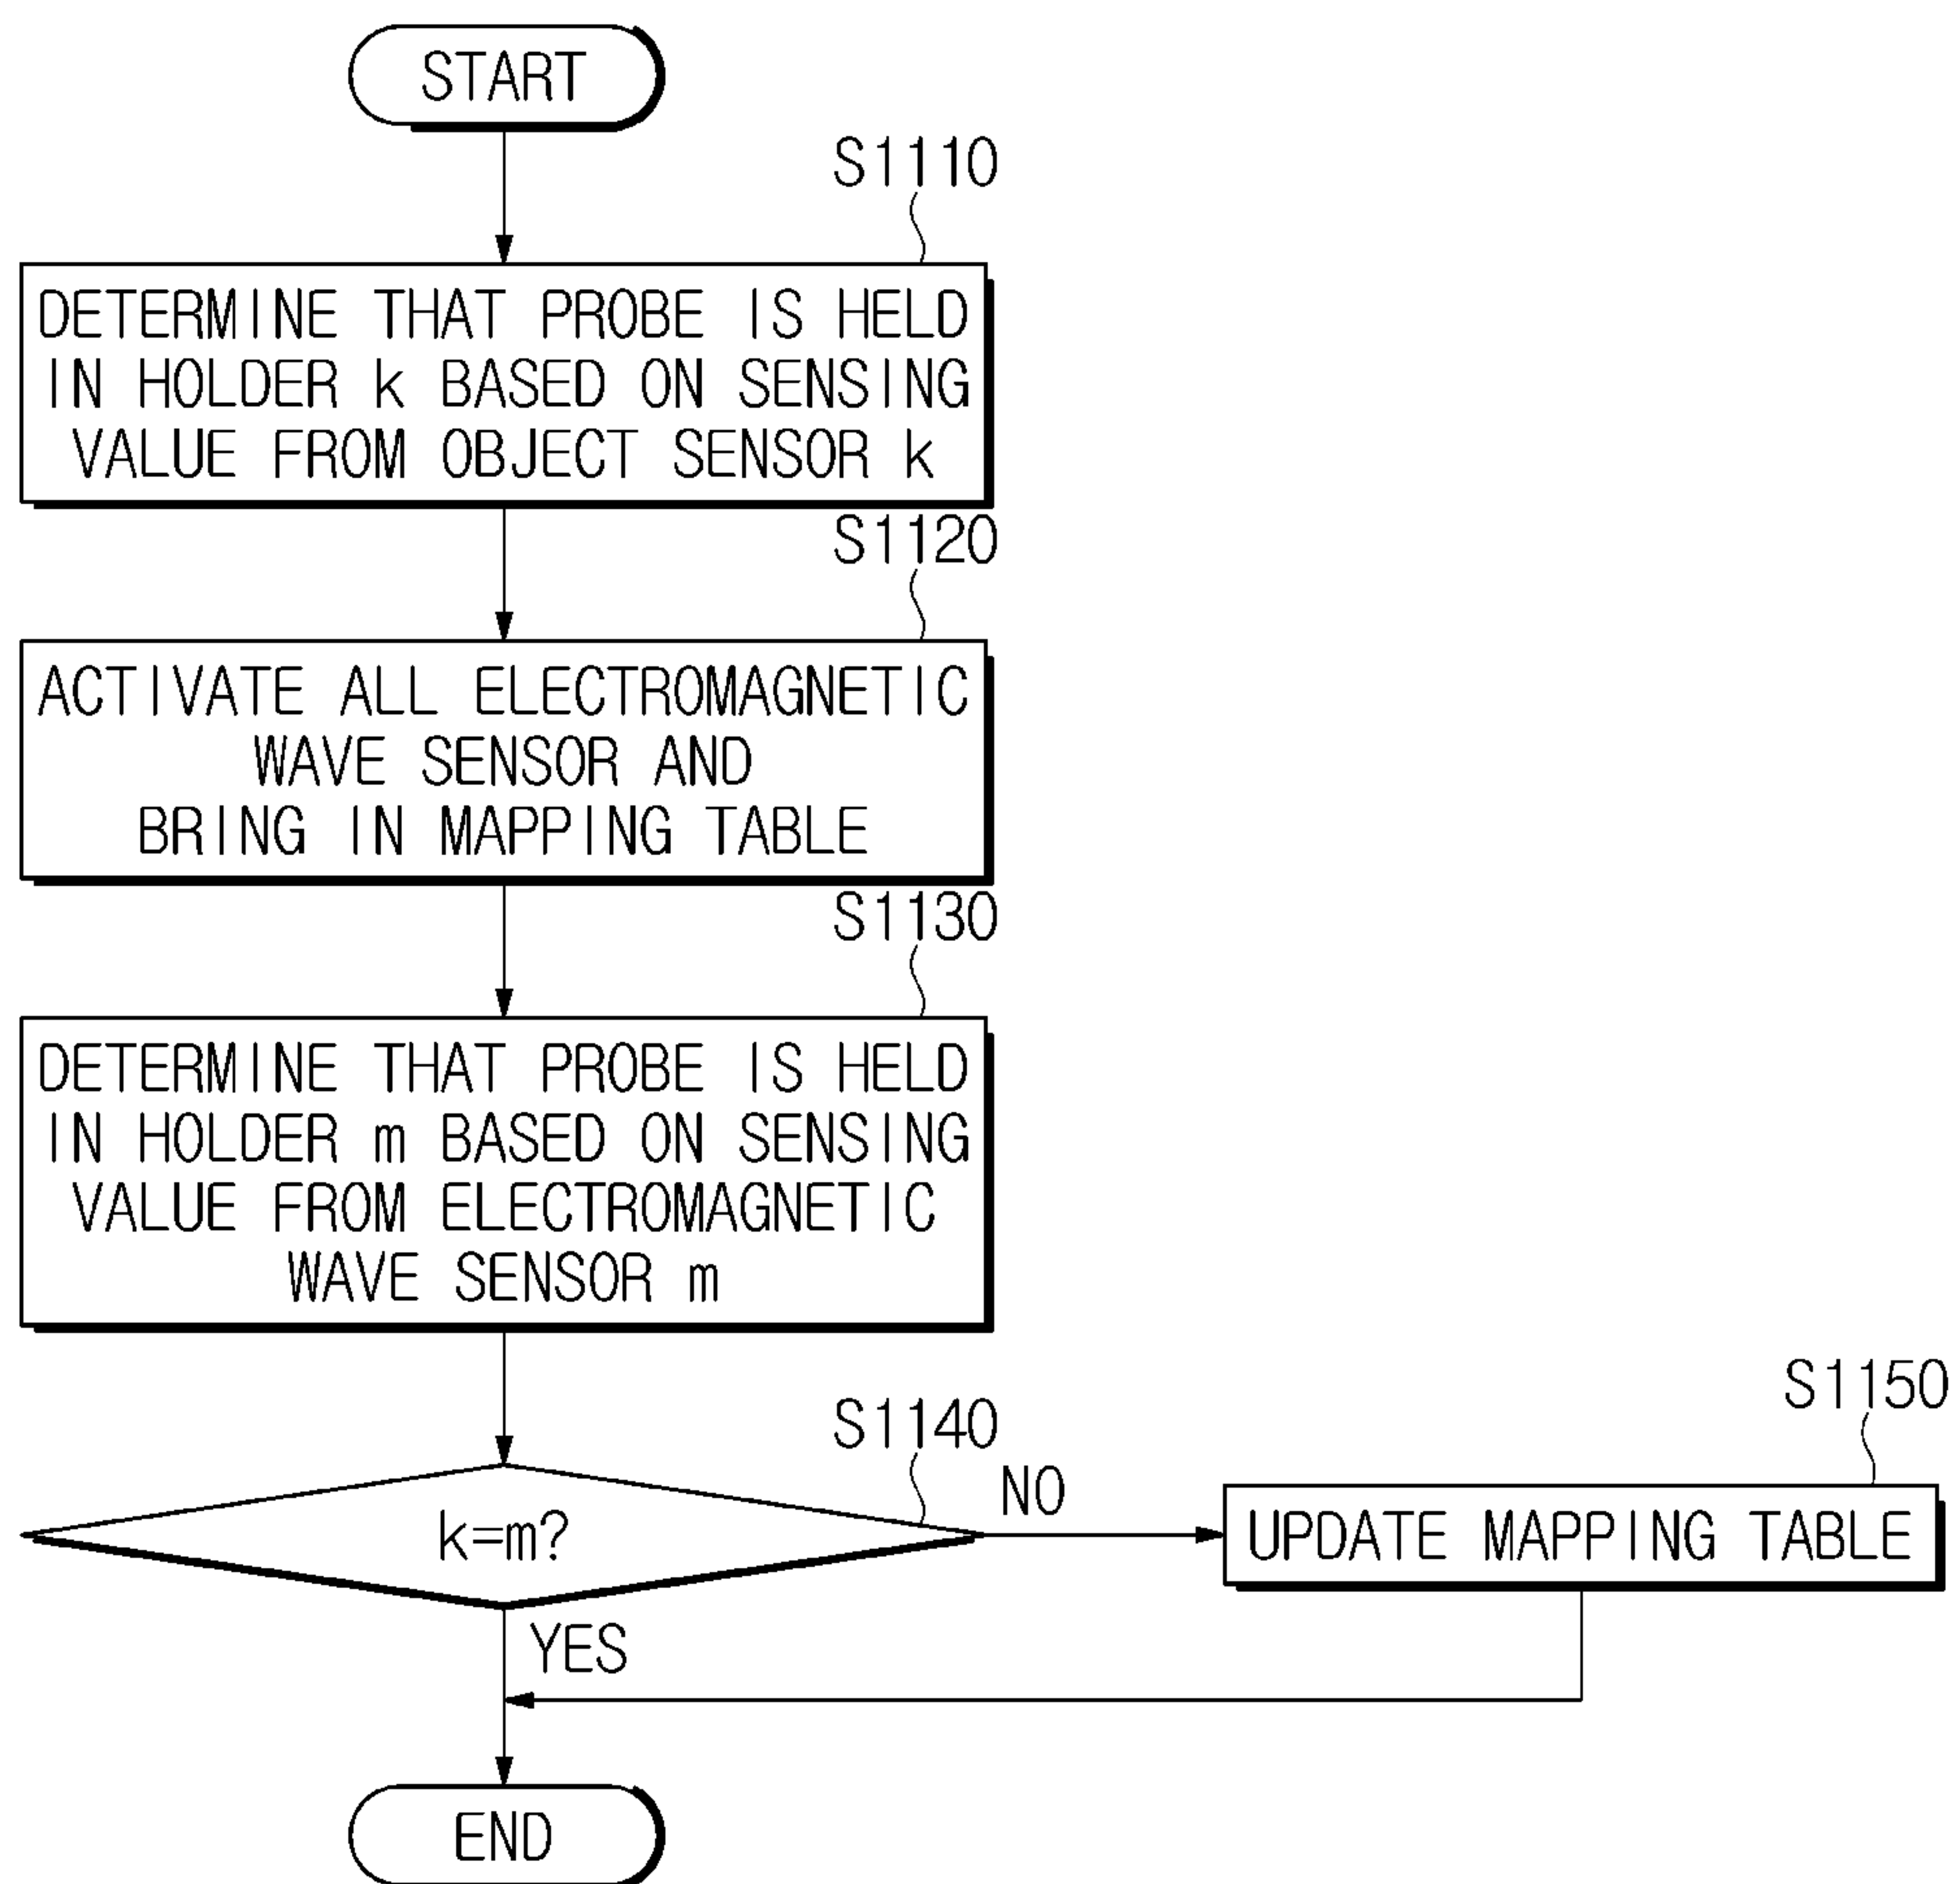 START
S1110
DETERMINE THAT PROBE IS HELD
IN HOLDER k BASED ON SENSING
VALUE FROM OBJECT SENSOR k
S1120
ACTIVATE ALL ELECTROMAGNETIC
WAVE SENSOR AND
BRING IN MAPPING TABLE
S1130
DETERMINE THAT PROBE IS HELD
IN HOLDER m BASED ON SENSING
VALUE FROM ELECTROMAGNETIC
WAVE SENSOR m
S1140
k=m?
NO
S1150
UPDATE MAPPING TABLE
YES
END